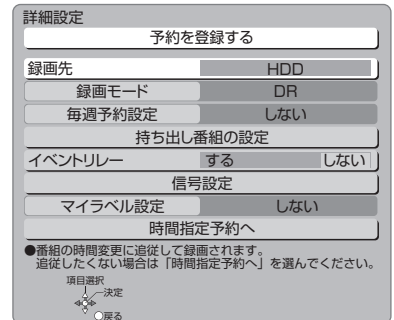 詳細設定
予約を登録する
録画先 HDD
録画モード DR
毎週予約設定 しない
持ち出し番組の設定
イベントリレー する しない
信号設定
マイラベル設定 しない
時間指定予約へ
●番組の時間変更に追従して録画されます。
追従したくない場合は「時間指定予約へ」を選んでください。
項目選択
決定
戻る